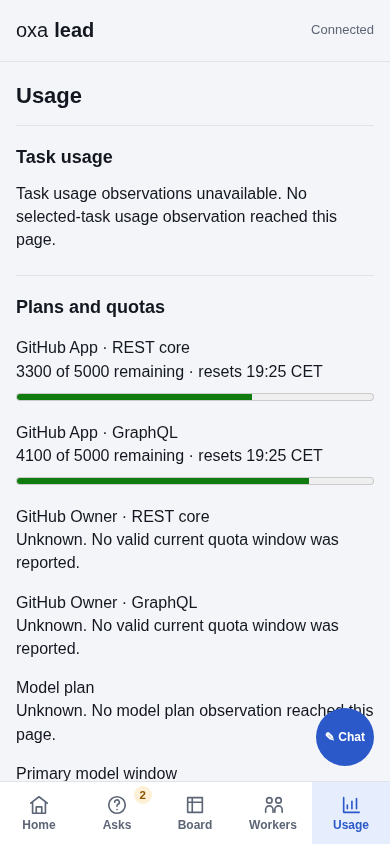 oxa lead
Connected
Usage
Task usage
Task usage observations unavailable. No
selected-task usage observation reached this
page.
Plans and quotas
GitHub App · REST core
3300 of 5000 remaining · resets 19:25 CET
GitHub App · GraphQL
4100 of 5000 remaining · resets 19:25 CET
GitHub Owner · REST core
Unknown. No valid current quota window was
reported.
GitHub Owner · GraphQL
Unknown. No valid current quota window was
reported.
Model plan
Unknown. No model plan observation reached this
page.
✎ Chat
Primary model window
2
Home
Asks
Board
Workers
Usage